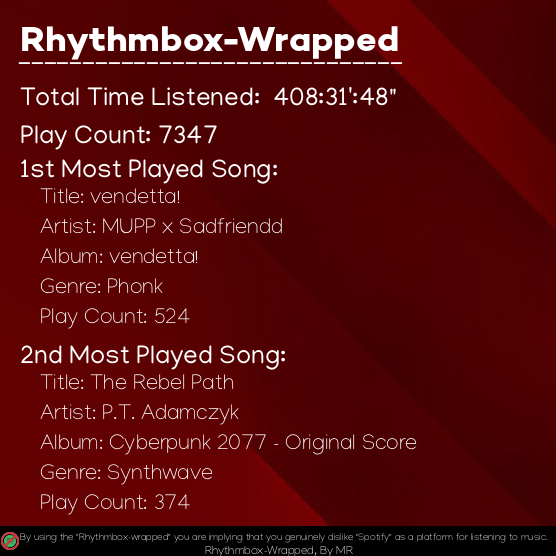 Rhythmbox-Wrapped
______________________________
Total Time Listened: 408:31':48"
Play Count: 7347
1st Most Played Song:
Title: vendetta!
Artist: MUPP x Sadfriendd
Album: vendetta!
Genre: Phonk
Play Count: 524
2nd Most Played Song:
Title: The Rebel Path
Artist: P.T. Adamczyk
Album: Cyberpunk 2077 - Original Score
Genre: Synthwave
Play Count: 374
By using the "Rhythmbox-wrapped" you are implying that you genuinely dislike "Spotify" as a platform for listening to music.
Rhythmbox-Wrapped, By MR